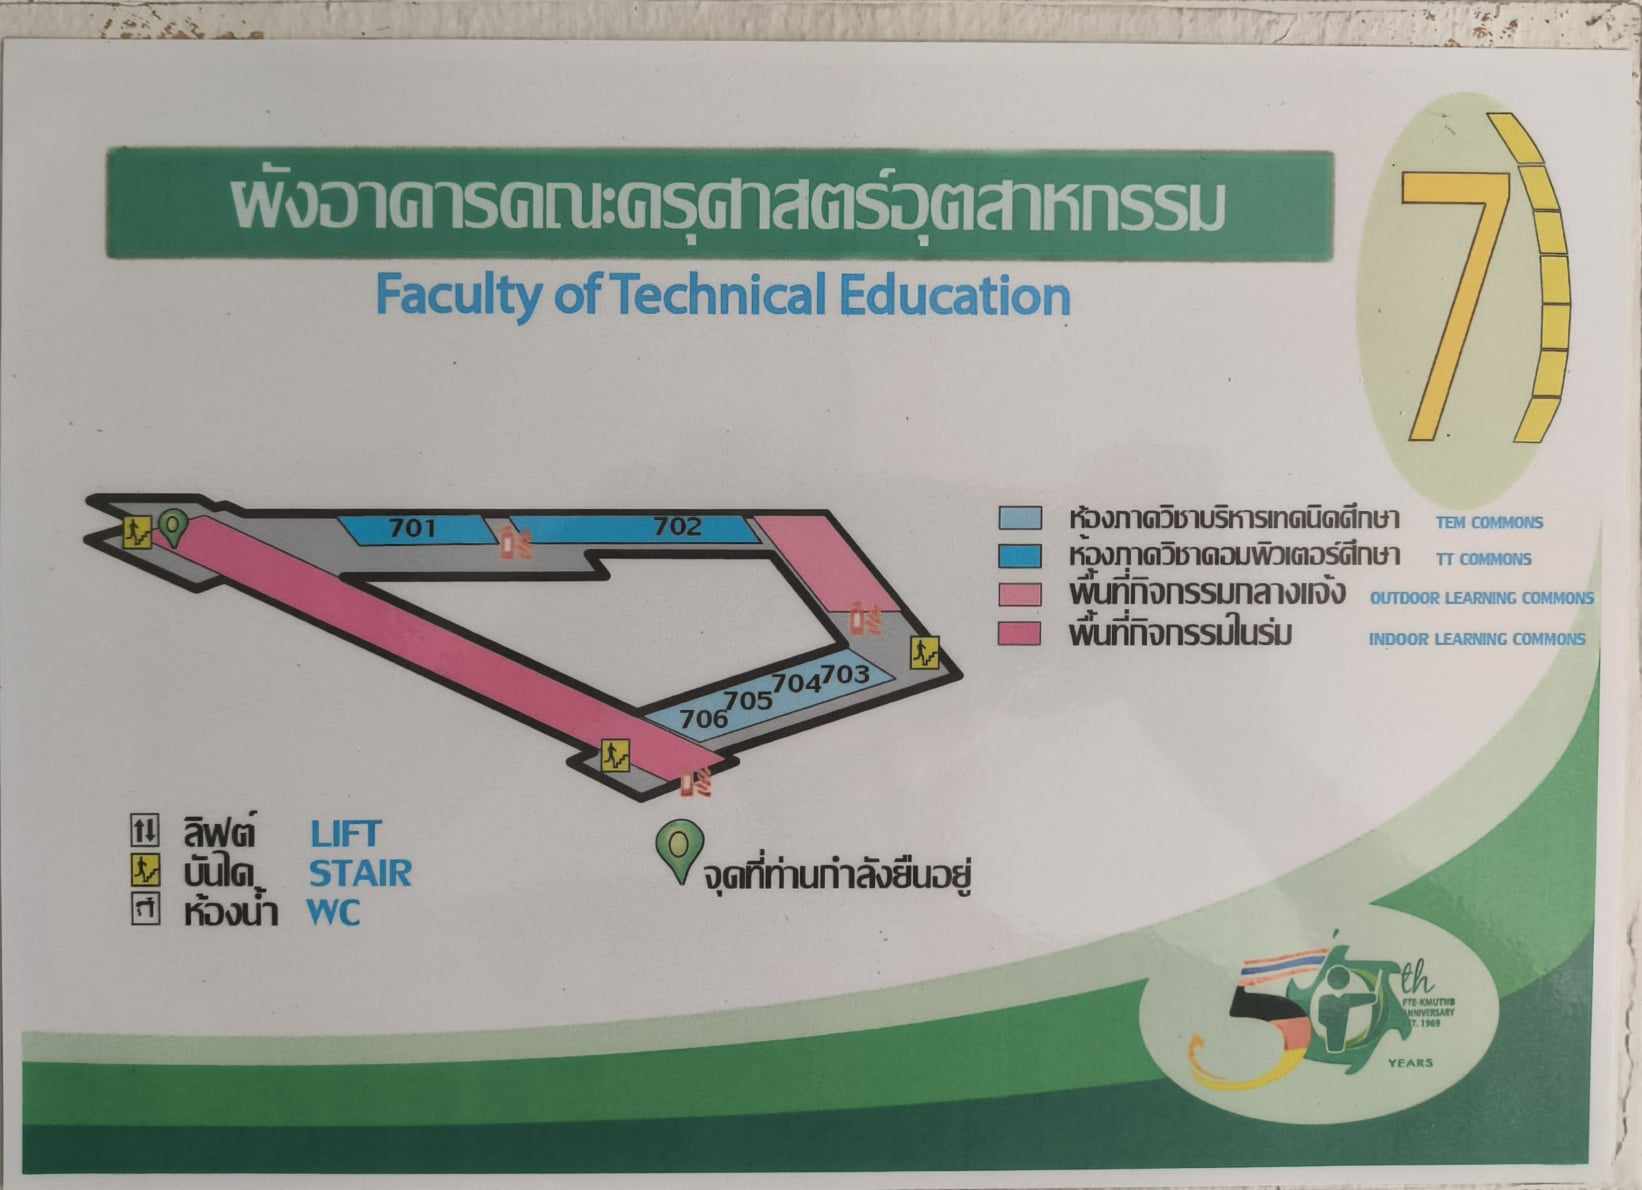 ผังอาคารคณะครุศาสตร์อุตสาหกรรม
7
Faculty of Technical Education
701
702
703
704
705
706
ห้องภาควิชาบริหารเทคนิคศึกษา TEM COMMONS
ห้องภาควิชาคอมพิวเตอร์ศึกษา TT COMMONS
พื้นที่กิจกรรมกลางแจ้ง OUTDOOR LEARNING COMMONS
พื้นที่กิจกรรมในร่ม INDOOR LEARNING COMMONS
ลิฟต์ LIFT
บันได STAIR
ห้องน้ำ WC
จุดที่ท่านกำลังยืนอยู่
50th
FTE-KMUTNB
ANNIVERSARY
1969
YEARS